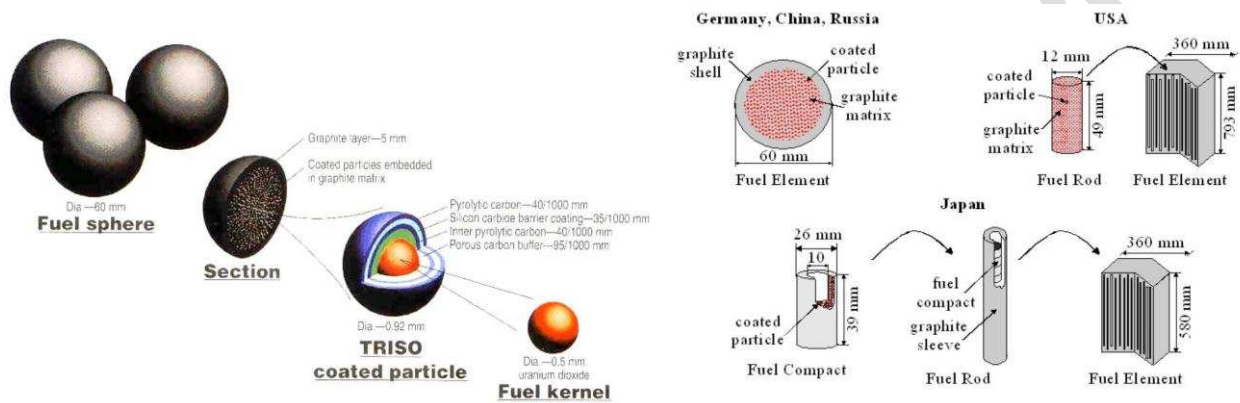 Dia —60 mm
Fuel sphere
Graphite layer—5 mm
Coated particles embedded
in graphite matrix
Section
Pyrolytic carbon—40/1000 mm
Silicon carbide barrier coating—35/1000 mm
Inner pyrolytic carbon—40/1000 mm
Porous carbon buffer—95/1000 mm
Dia.—0.92 mm
TRISO
coated particle
Dia —0.5 mm
uranium dioxide
Fuel kernel
Germany, China, Russia
graphite
shell
coated
particle
graphite
matrix
60 mm
Fuel Element
USA
12 mm
coated
particle
graphite
matrix
49 mm
Fuel Rod
360 mm
793 mm
Fuel Element
Japan
26 mm
10
coated
particle
39 mm
Fuel Compact
fuel
compact
graphite
sleeve
Fuel Rod
360 mm
580 mm
Fuel Element